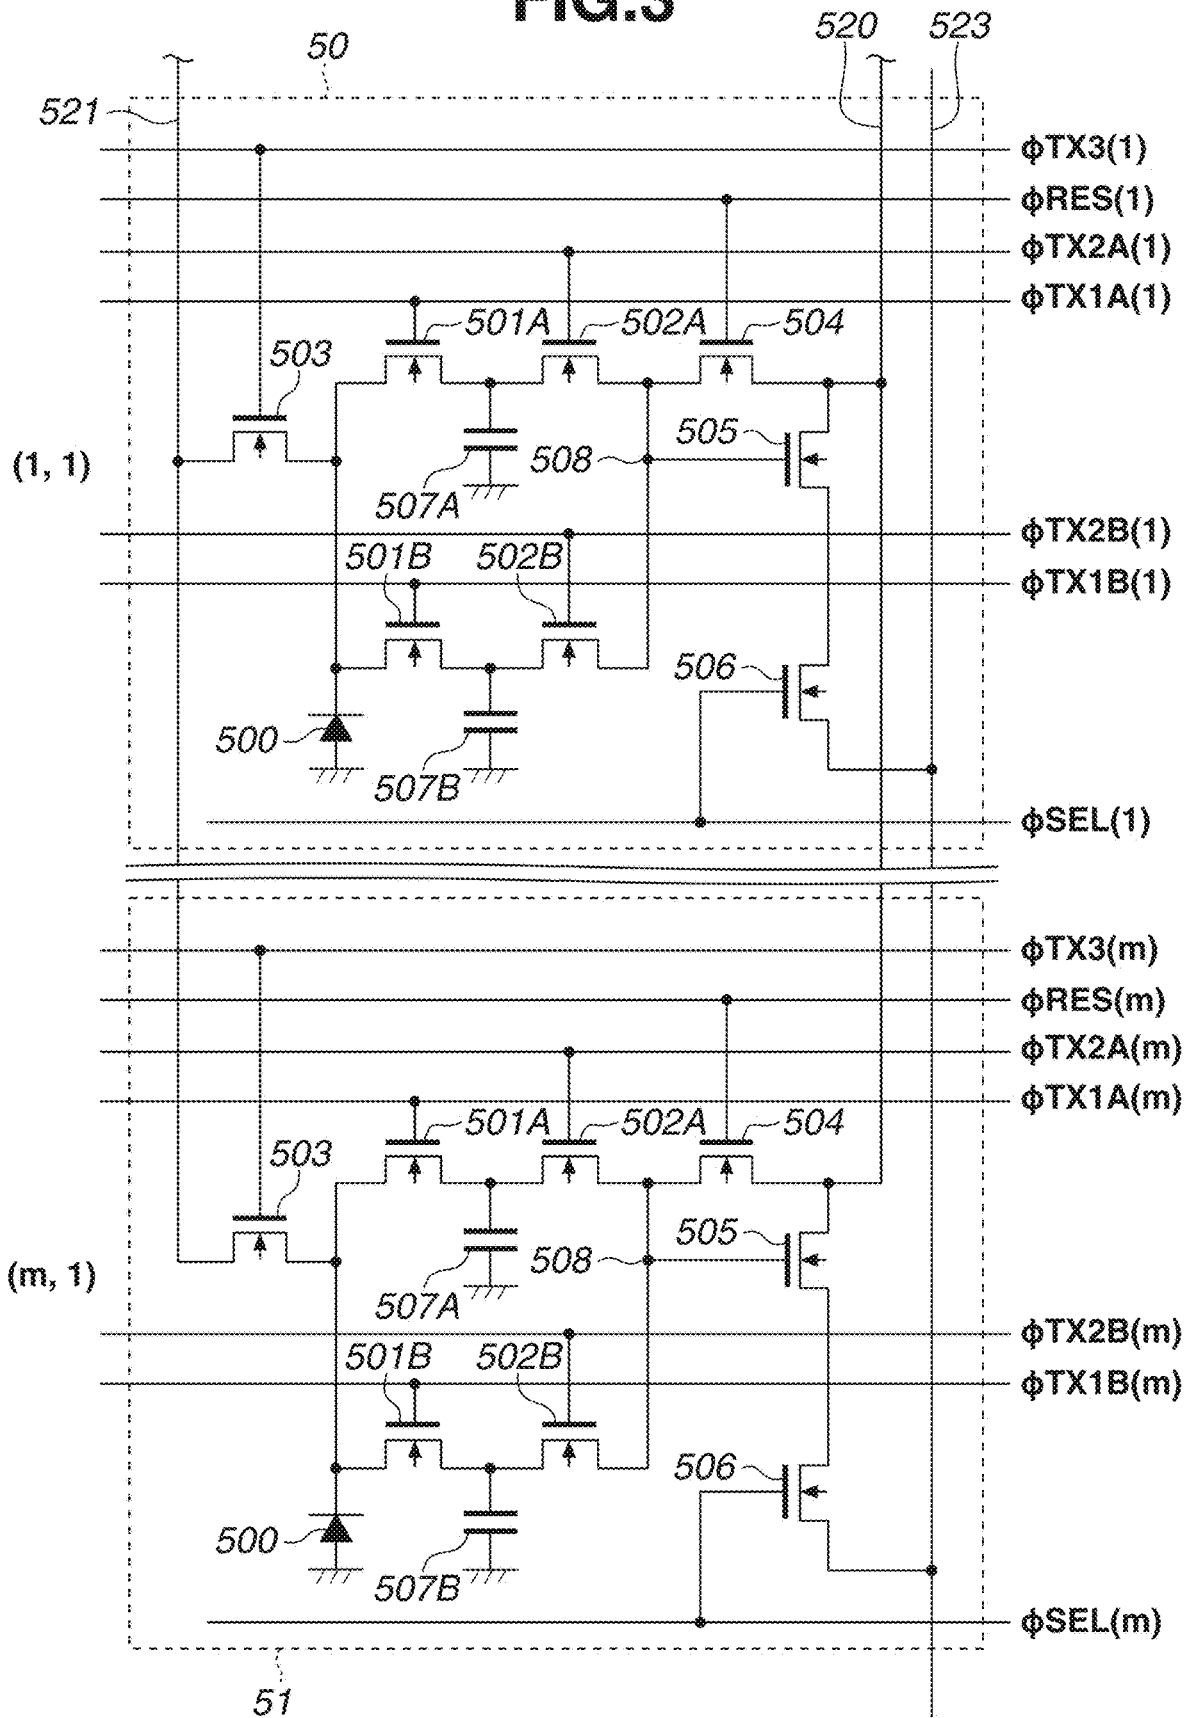 FIG.3
520 523
50
521
ϕTX3(1)
ϕRES(1)
ϕTX2A(1)
ϕTX1A(1)
501A 502A 504
503
505
(1, 1)
508
507A
ϕTX2B(1)
501B 502B
ϕTX1B(1)
506
500
507B
ϕSEL(1)
ϕTX3(m)
ϕRES(m)
ϕTX2A(m)
ϕTX1A(m)
501A 502A 504
503
505
508
(m, 1)
507A
ϕTX2B(m)
501B 502B
ϕTX1B(m)
506
500
507B
ϕSEL(m)
51